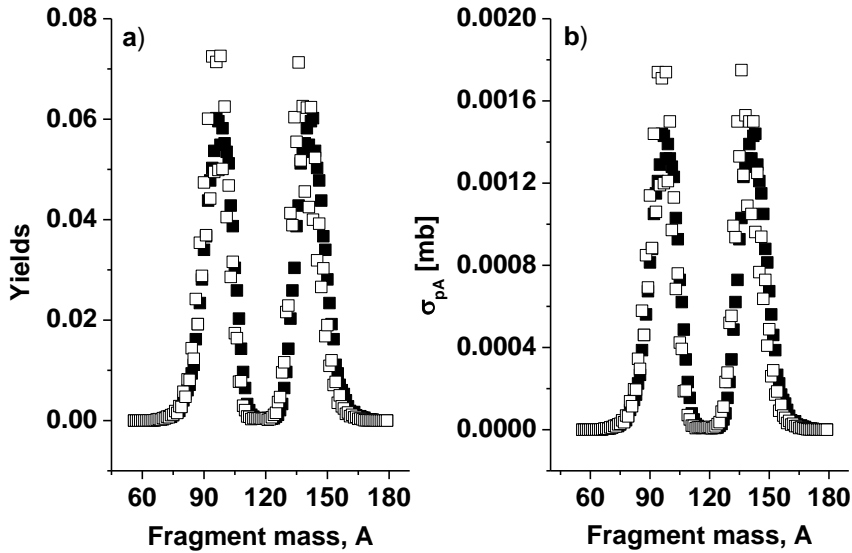 a)
0.08
0.06
0.04
0.02
0.00
Yields
60 90 120 150 180
Fragment mass, A
b)
0.0020
0.0016
0.0012
0.0008
0.0004
0.0000
σpA [mb]
60 90 120 150 180
Fragment mass, A